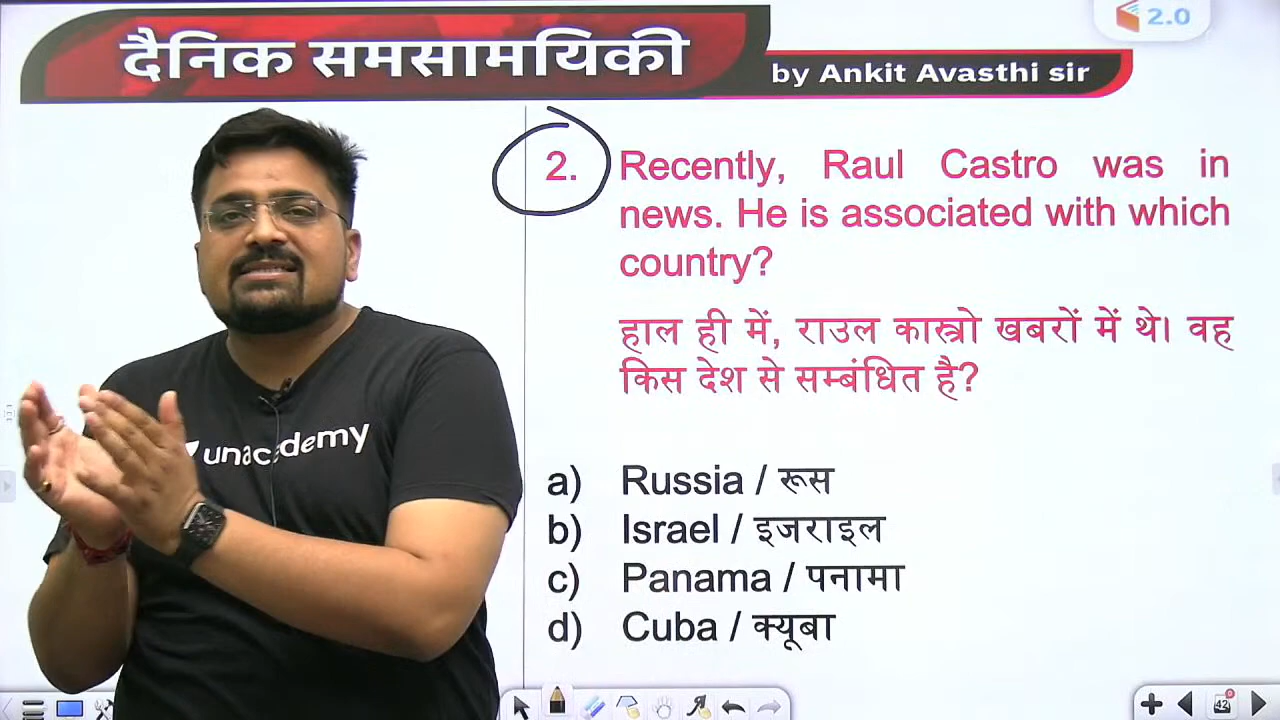 2.0
दैनिक समसामयिकी
by Ankit Avasthi sir
2. Recently, Raul Castro was in
news. He is associated with which
country?
हाल ही में, राउल कास्त्रो खबरों में थे। वह
किस देश से सम्बंधित है?
unacademy
a) Russia / रूस
b) Israel / इजराइल
c) Panama / पनामा
d) Cuba / क्यूबा
42